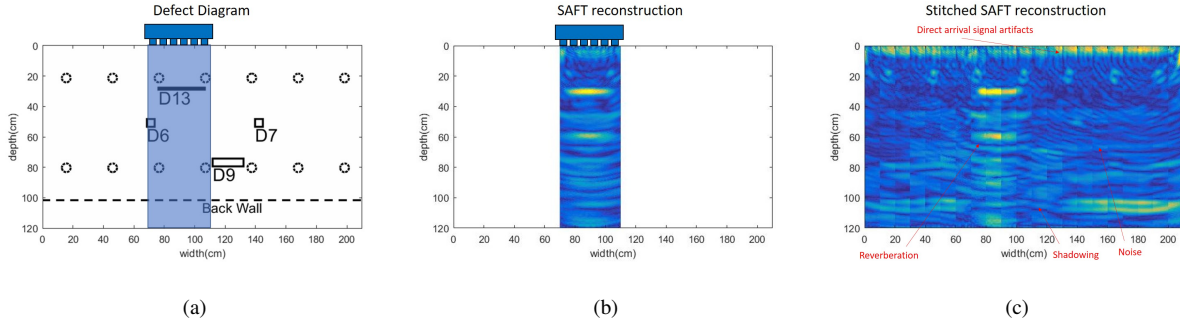 Defect Diagram
0
20
40
60
80
100
120
depth(cm)
0 20 40 60 80 100 120 140 160 180 200
width(cm)
D13
D6
D7
D9
Back Wall
(a)
SAFT reconstruction
0
20
40
60
80
100
120
depth(cm)
0 20 40 60 80 100 120 140 160 180 200
width(cm)
(b)
Stitched SAFT reconstruction
Direct arrival signal artifacts
0
20
40
60
80
100
120
depth(cm)
0 20 40 60 80 100 120 140 160 180 200
width(cm)
Reverberation
Shadowing
Noise
(c)